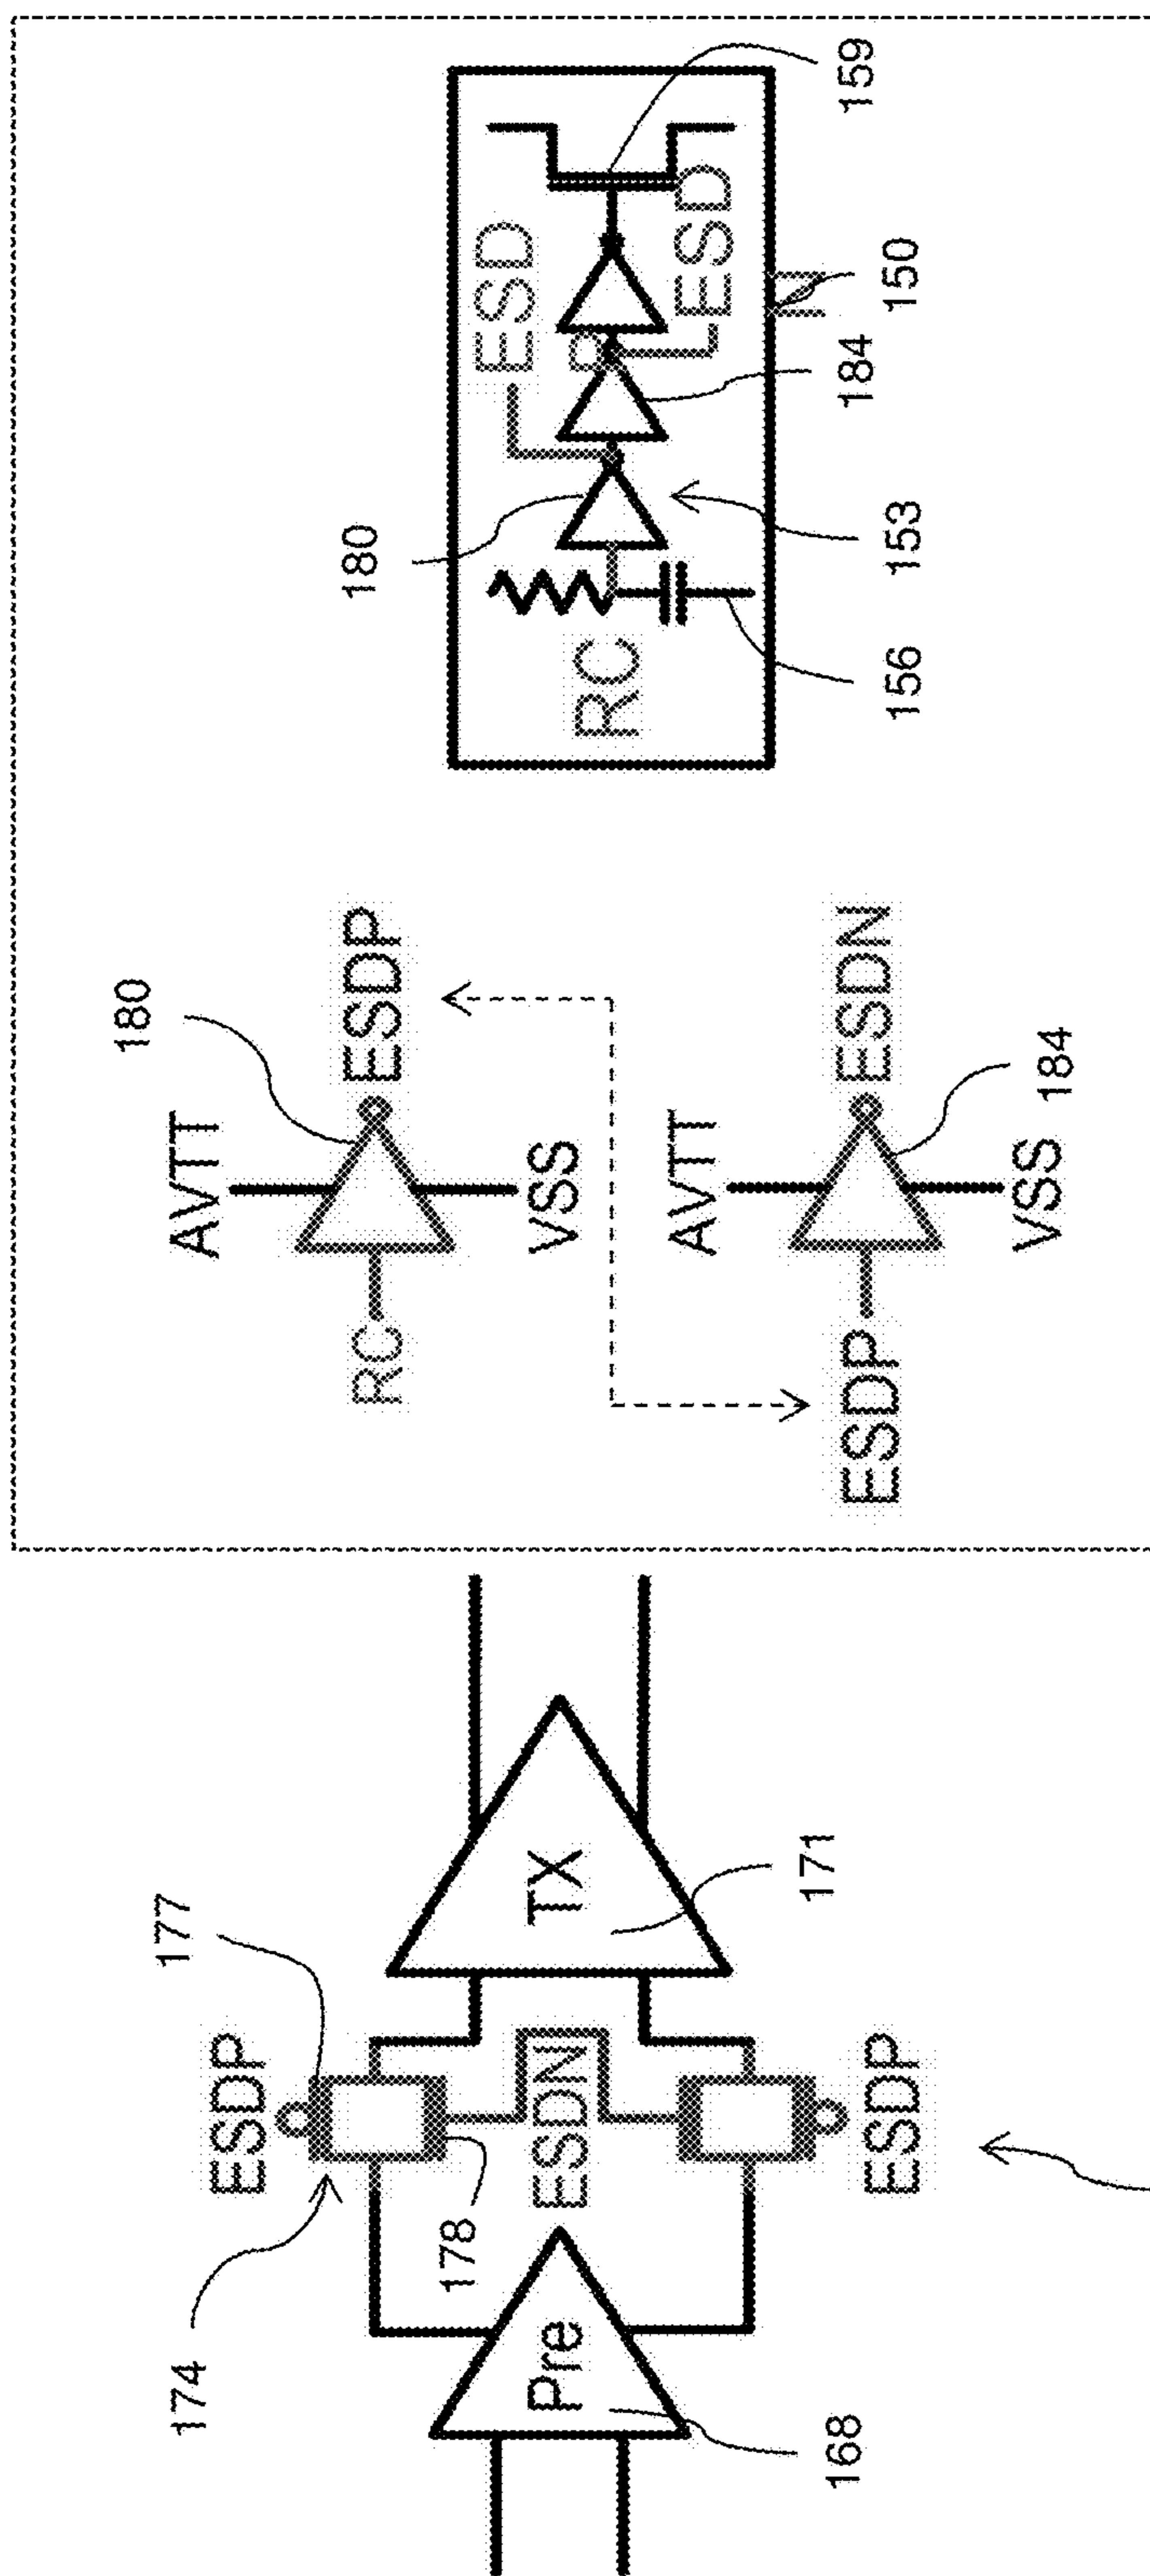 174
ESDP
177
178
ESDN
Pre
168
TX
171
ESDP
180
AVTT
RC
ESDP
VSS
AVTT
ESDP
ESDN
VSS
184
180
ESD
RC
ESD
159
184
156
153
150